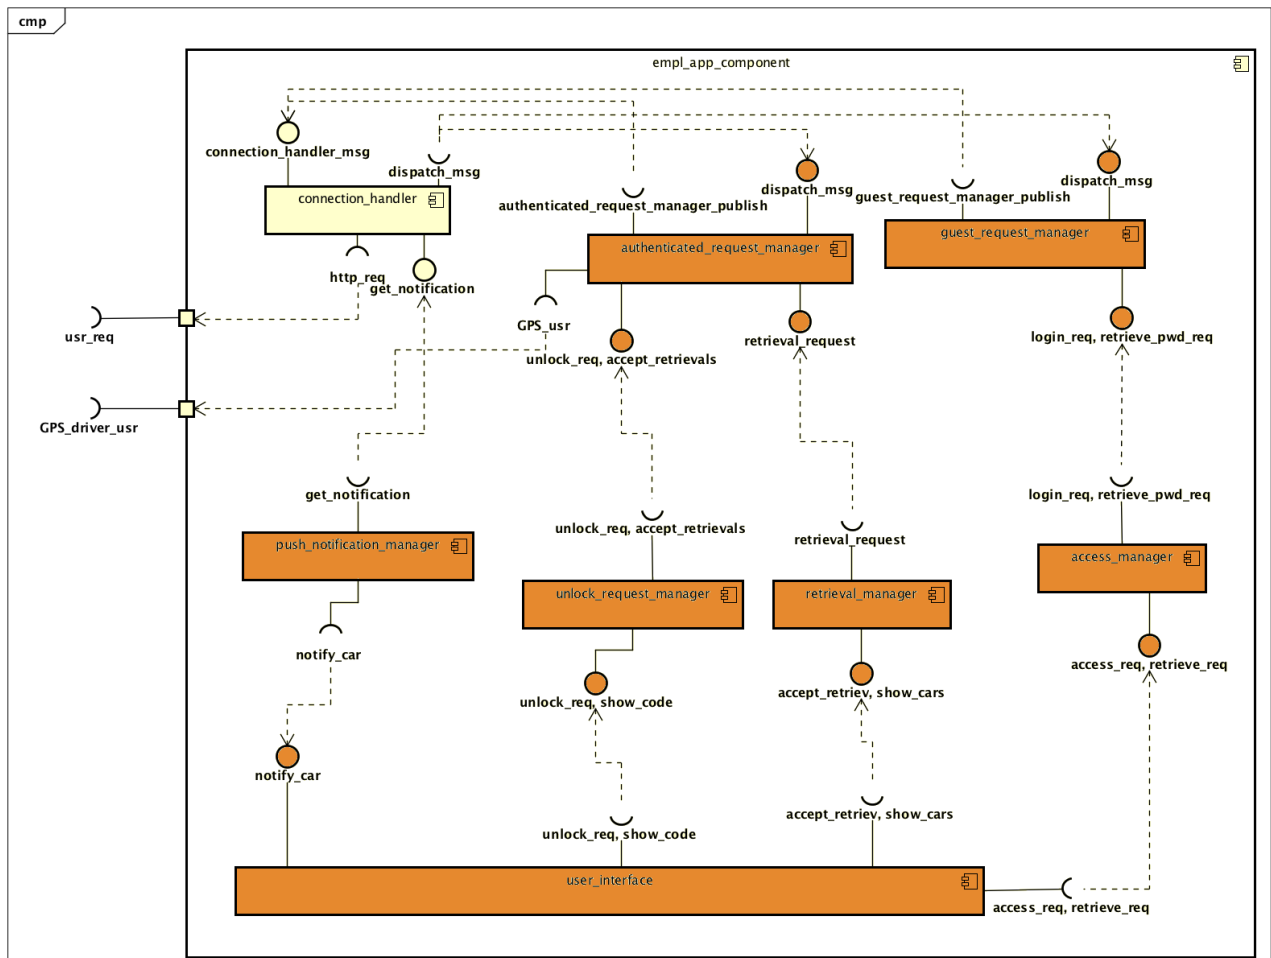 cmp
empl_app_component
connection_handler_msg
dispatch_msg
connection_handler
authenticated_request_manager_publish
dispatch_msg
guest_request_manager_publish
dispatch_msg
authenticated_request_manager
guest_request_manager
http_req
get_notification
usr_req
GPS_usr
unlock_req, accept_retrievals
retrieval_request
login_req, retrieve_pwd_req
GPS_driver_usr
get_notification
unlock_req, accept_retrievals
retrieval_request
login_req, retrieve_pwd_req
push_notification_manager
unlock_request_manager
retrieval_manager
access_manager
notify_car
unlock_req, show_code
accept_retriev, show_cars
access_req, retrieve_req
notify_car
unlock_req, show_code
accept_retriev, show_cars
user_interface
access_req, retrieve_req